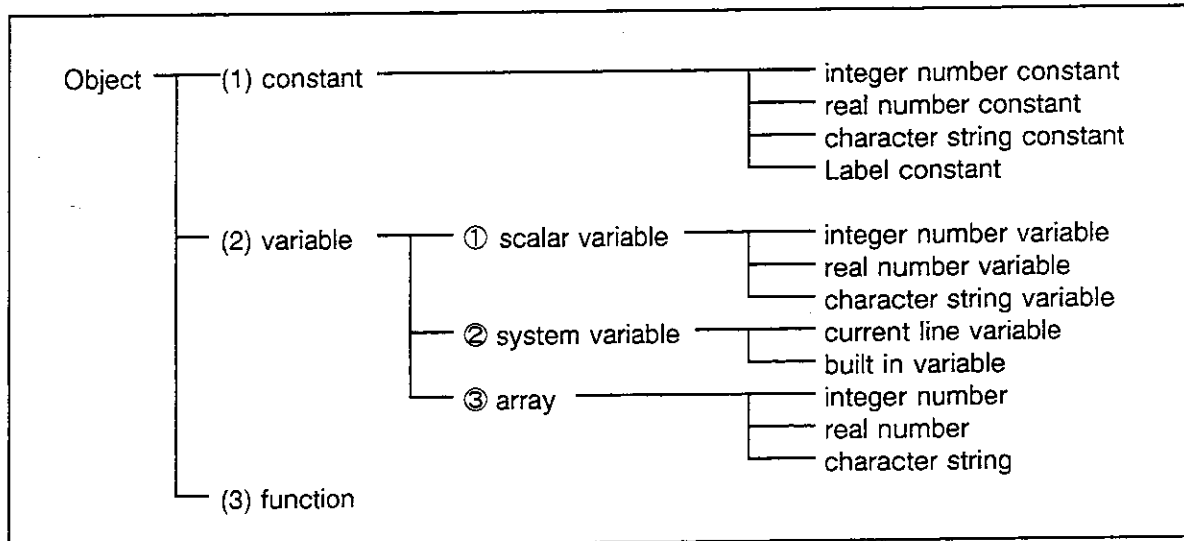 Object (1) constant integer number constant
real number constant
character string constant
Label constant
(2) variable ① scalar variable integer number variable
real number variable
character string variable
② system variable current line variable
built in variable
③ array integer number
real number
character string
(3) function